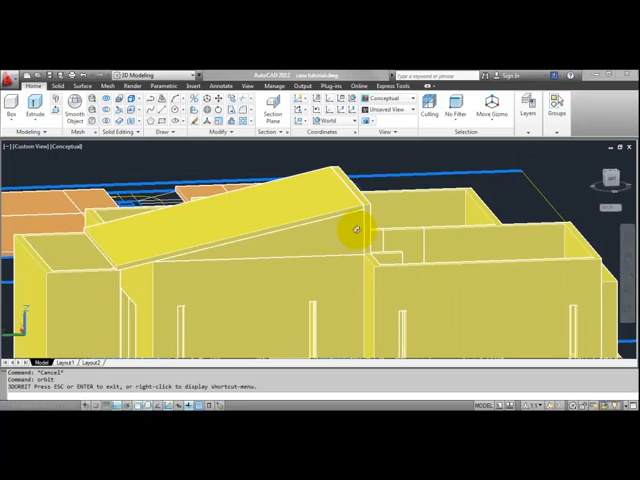 3D Modeling
AutoCAD 2012 casa tutorial.dwg
Type a keyword or phrase
Sign In
Home Solid Surface Mesh Render Parametric Insert Annotate View Manage Output Plug-ins Online Express Tools
Box Extrude Smooth Object Section Plane Conceptual Unsaved View World Culling No Filter Move Gizmo Layers Groups
Modeling Mesh Solid Editing Draw Modify Section Coordinates View Selection
[-] [Custom View] [Conceptual]
Z
Model Layout1 Layout2
Command: *Cancel*
Command: orbit
3DORBIT Press ESC or ENTER to exit, or right-click to display shortcut-menu.
MODEL 1:1